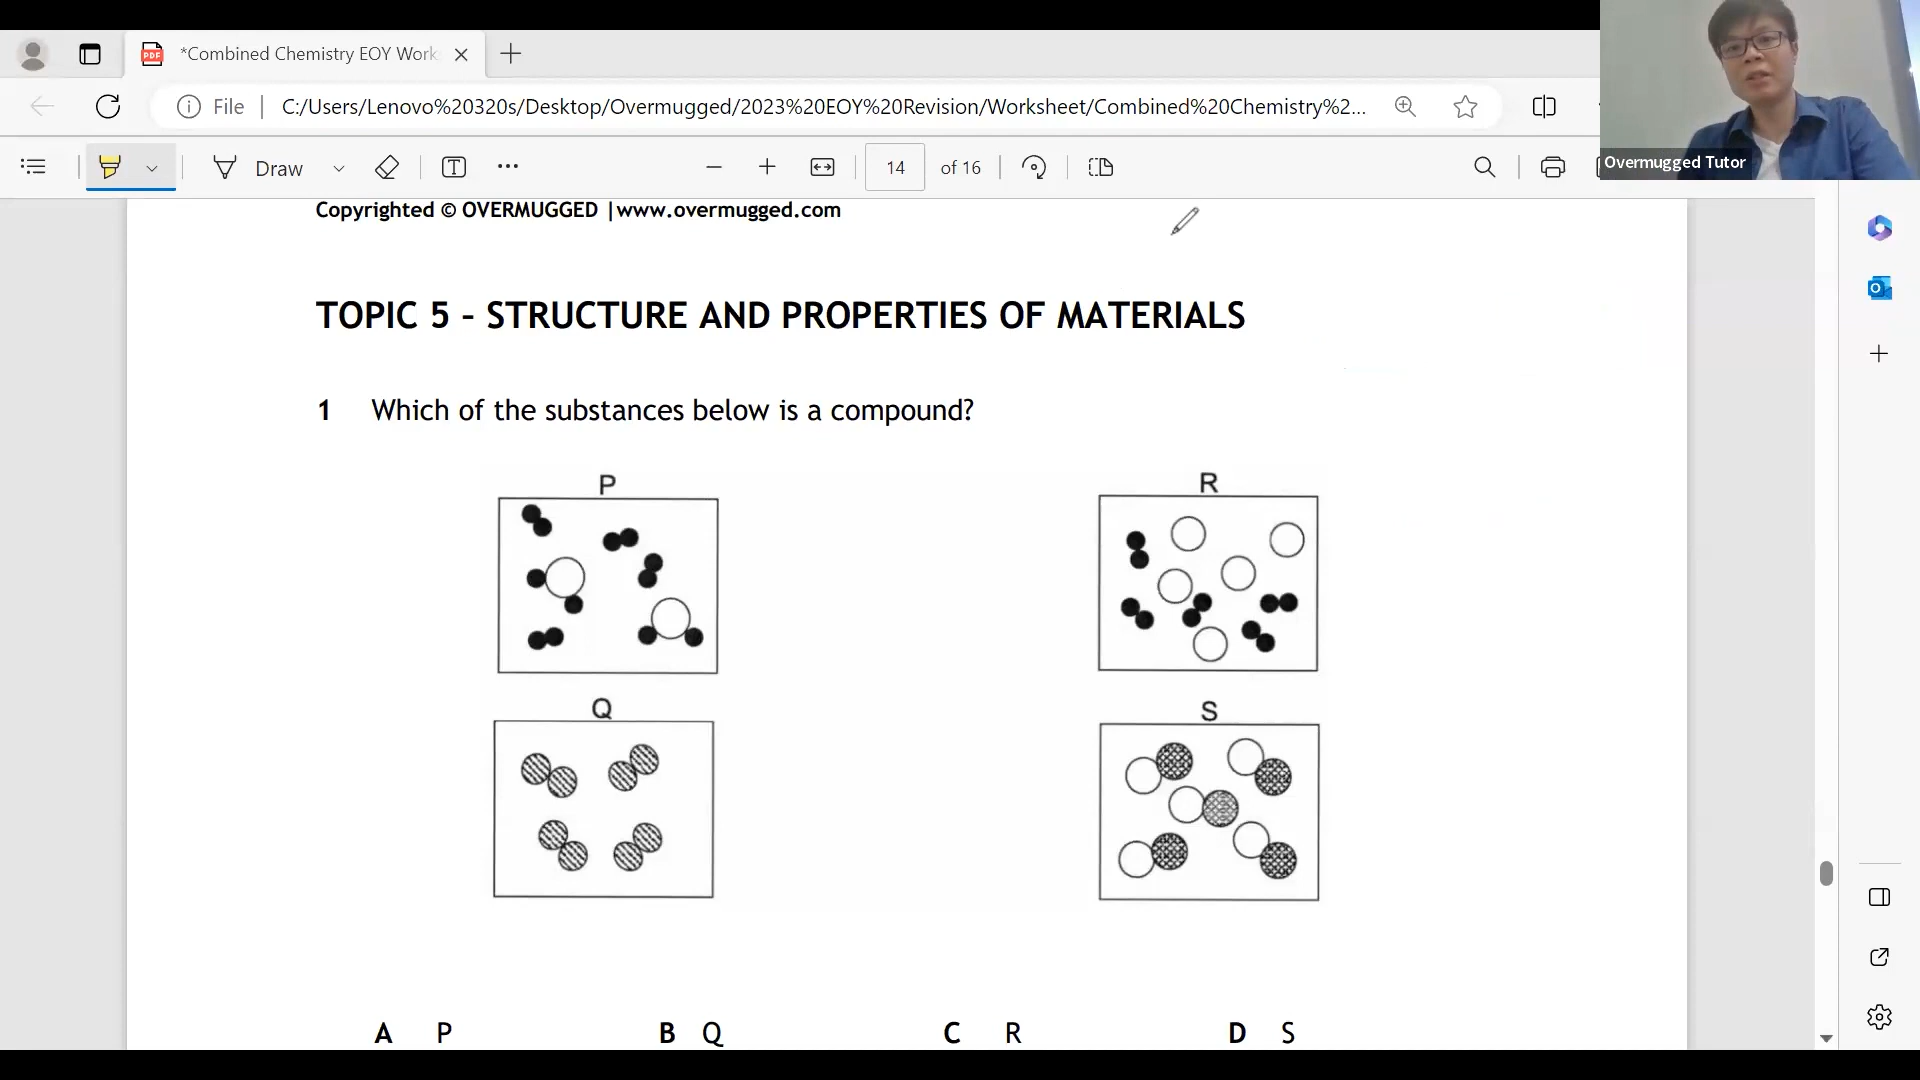 *Combined Chemistry EOY Work
File
C:/Users/Lenovo%20320s/Desktop/Overmugged/2023%20EOY%20Revision/Worksheet/Combined%20Chemistry%2...
Draw
14 of 16
Overmugged Tutor
Copyrighted © OVERMUGGED |www.overmugged.com
TOPIC 5 – STRUCTURE AND PROPERTIES OF MATERIALS
1 Which of the substances below is a compound?
P R
Q S
A P B Q C R D S